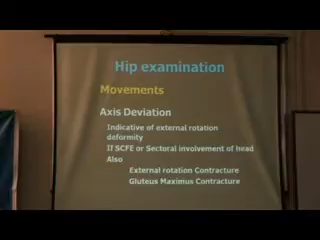 Hip examination
Movements
Axis Deviation
Indicative of external rotation
deformity
If SCFE or Sectoral involvement of head
Also
External rotation Contracture
Gluteus Maximus Contracture